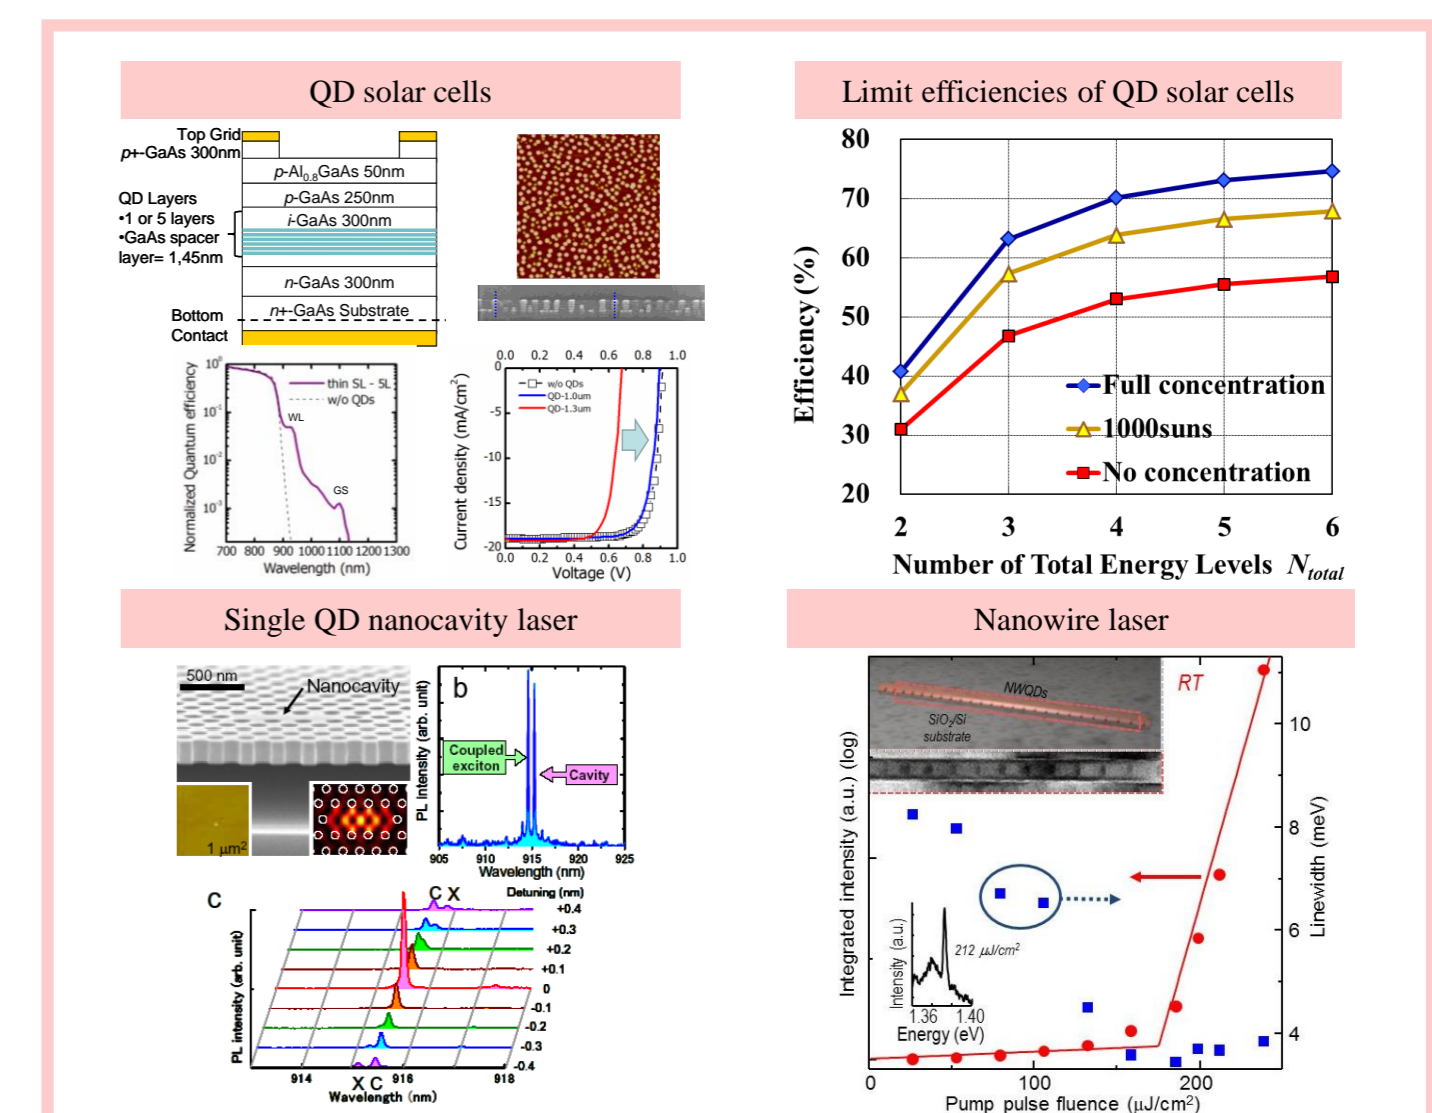 QD solar cells
Top Grid
p+-GaAs 300nm
p-Al0.8GaAs 50nm
p-GaAs 250nm
QD Layers
•1 or 5 layers
•GaAs spacer
layer= 1,45nm
i-GaAs 300nm
n-GaAs 300nm
n+-GaAs Substrate
Bottom
Contact
Normalized Quantum efficiency
10^0
10^-1
10^-2
10^-3
thin SL - 5L
w/o QDs
WL
GS
700 800 900 1000 1100 1200 1300
Wavelength (nm)
0.0 0.2 0.4 0.6 0.8 1.0
Current density (mA/cm²)
0
-5
-10
-15
-20
w/o QDs
QD-1.0um
QD-1.3um
0.0 0.2 0.4 0.6 0.8 1.0
Voltage (V)
Limit efficiencies of QD solar cells
Efficiency (%)
80
70
60
50
40
30
20
Full concentration
1000suns
No concentration
2 3 4 5 6
Number of Total Energy Levels Ntotal
Single QD nanocavity laser
500 nm
Nanocavity
1 μm²
b
PL Intensity (arb. unit)
Coupled
exciton
Cavity
905 910 915 920 925
Wavelength (nm)
C
PL intensity (arb. unit)
C X
Detuning (nm)
+0.4
+0.3
+0.2
+0.1
0
-0.1
-0.2
-0.3
-0.4
X C
914 916 918
Wavelength (nm)
Nanowire laser
RT
NWQDs
SiO2/Si
substrate
Integrated intensity (a.u.) (log)
Linewidth (meV)
10
8
6
4
Intensity (a.u.)
212 μJ/cm²
1.36 1.40
Energy (eV)
0 100 200
Pump pulse fluence (μJ/cm²)